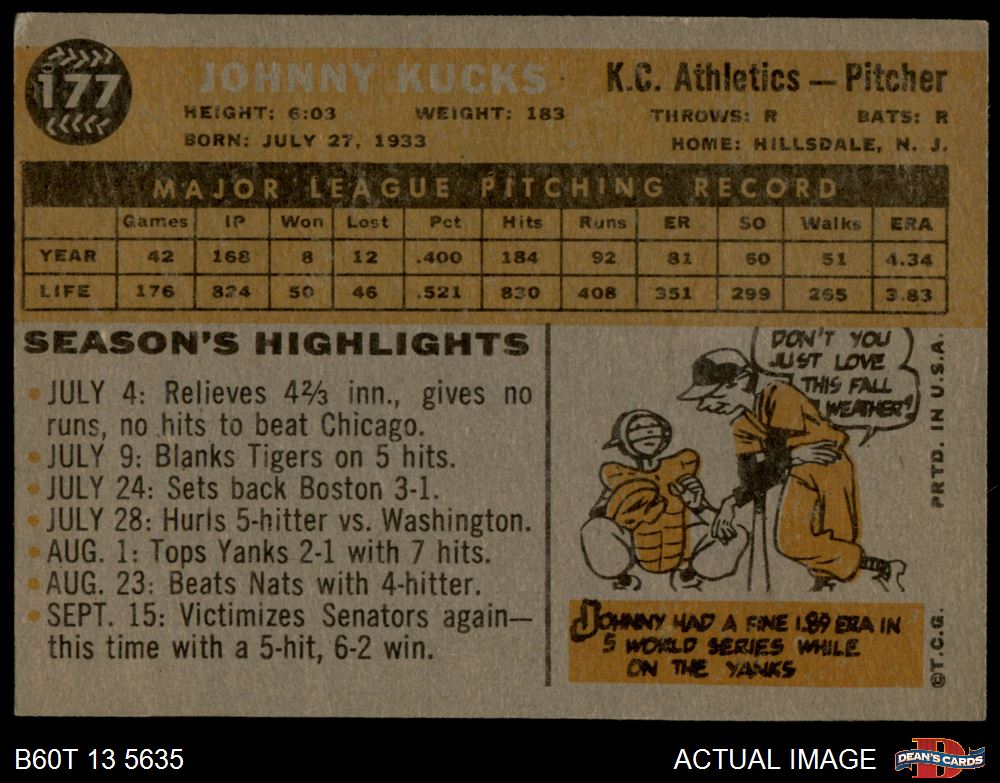 177
JOHNNY KUCKS K.C. Athletics — Pitcher
HEIGHT: 6:03 WEIGHT: 183 THROWS: R BATS: R
BORN: JULY 27, 1933 HOME: HILLSDALE, N. J.
MAJOR LEAGUE PITCHING RECORD
Games IP Won Lost Pct Hits Runs ER SO Walks ERA
YEAR 42 168 8 12 .400 184 92 81 60 51 4.34
LIFE 176 824 50 46 .521 830 408 351 299 265 3.83
SEASON'S HIGHLIGHTS
• JULY 4: Relieves 4⅔ inn., gives no
runs, no hits to beat Chicago.
• JULY 9: Blanks Tigers on 5 hits.
• JULY 24: Sets back Boston 3-1.
• JULY 28: Hurls 5-hitter vs. Washington.
• AUG. 1: Tops Yanks 2-1 with 7 hits.
• AUG. 23: Beats Nats with 4-hitter.
• SEPT. 15: Victimizes Senators again—
this time with a 5-hit, 6-2 win.
DON'T YOU
JUST LOVE
THIS FALL
WEATHER?
JOHNNY HAD A FINE 1.89 ERA IN
5 WORLD SERIES WHILE
ON THE YANKS
©T.C.G. PRTD. IN U.S.A.
B60T 13 5635 ACTUAL IMAGE
D
DEAN'S CARDS